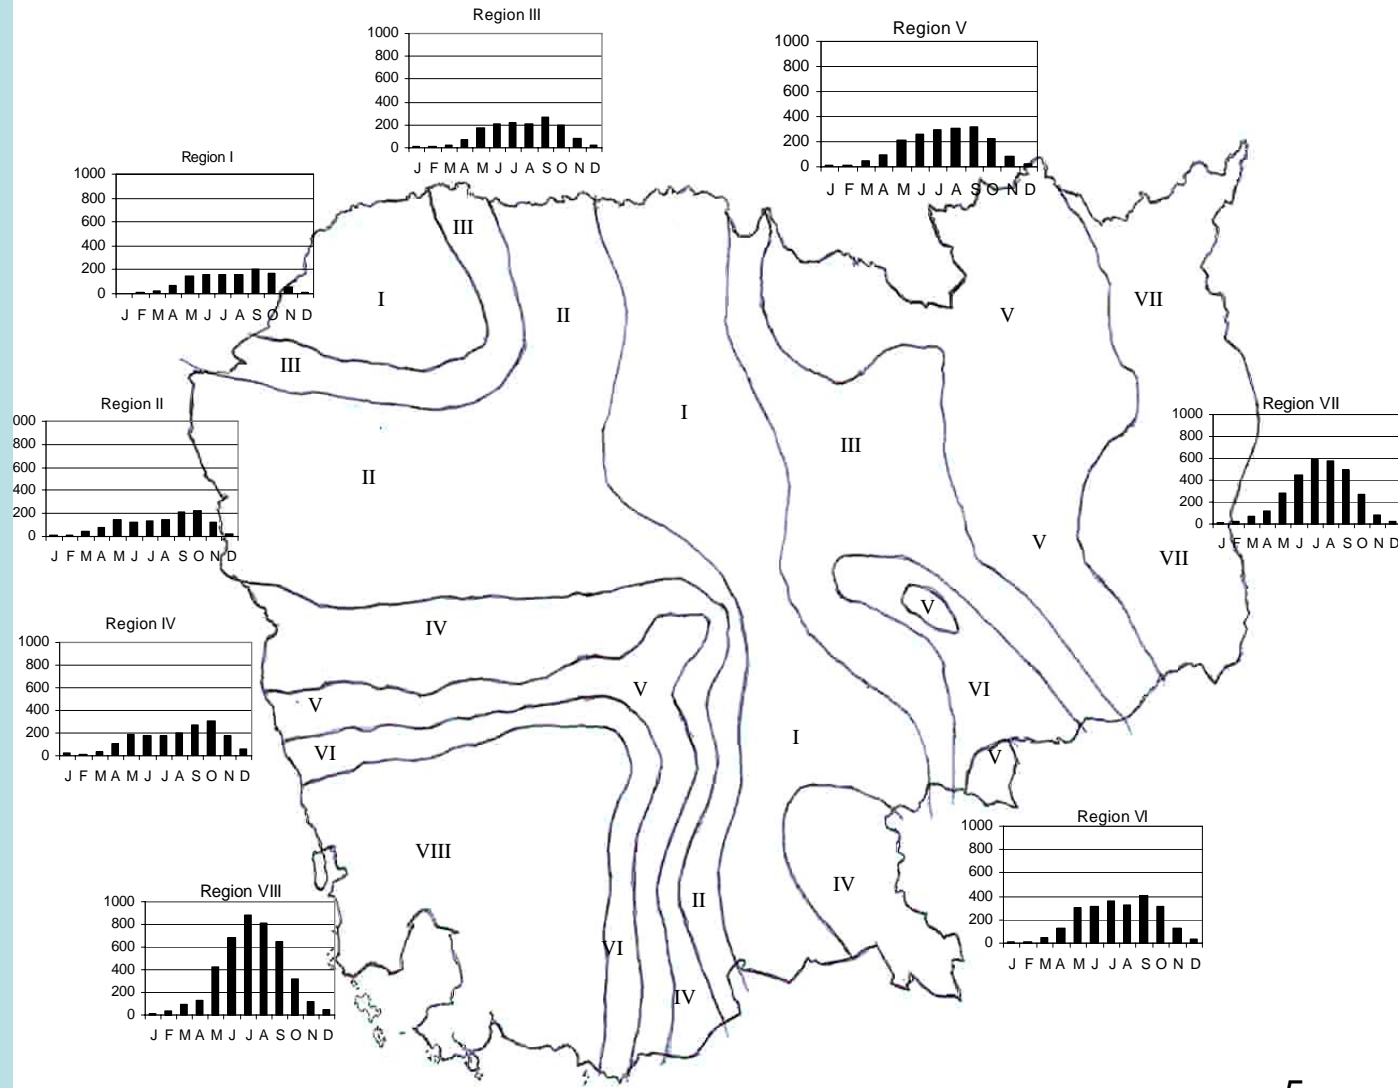 Region III
1000
800
600
400
200
0
J F M A M J J A S O N D
Region V
1000
800
600
400
200
0
J F M A M J J A S O N D
Region I
1000
800
600
400
200
0
J F M A M J J A S O N D
III
I
II
V
VII
III
Region II
000
800
600
400
200
0
J F M A M J J A S O N D
I
III
II
Region VII
1000
800
600
400
200
0
J F M A M J J A S O N D
V
VII
V
IV
Region IV
1000
800
600
400
200
0
J F M A M J J A S O N D
V
V
VI
VI
I
V
VIII
IV
II
VI
IV
Region VI
1000
800
600
400
200
0
J F M A M J J A S O N D
Region VIII
1000
800
600
400
200
0
J F M A M J J A S O N D